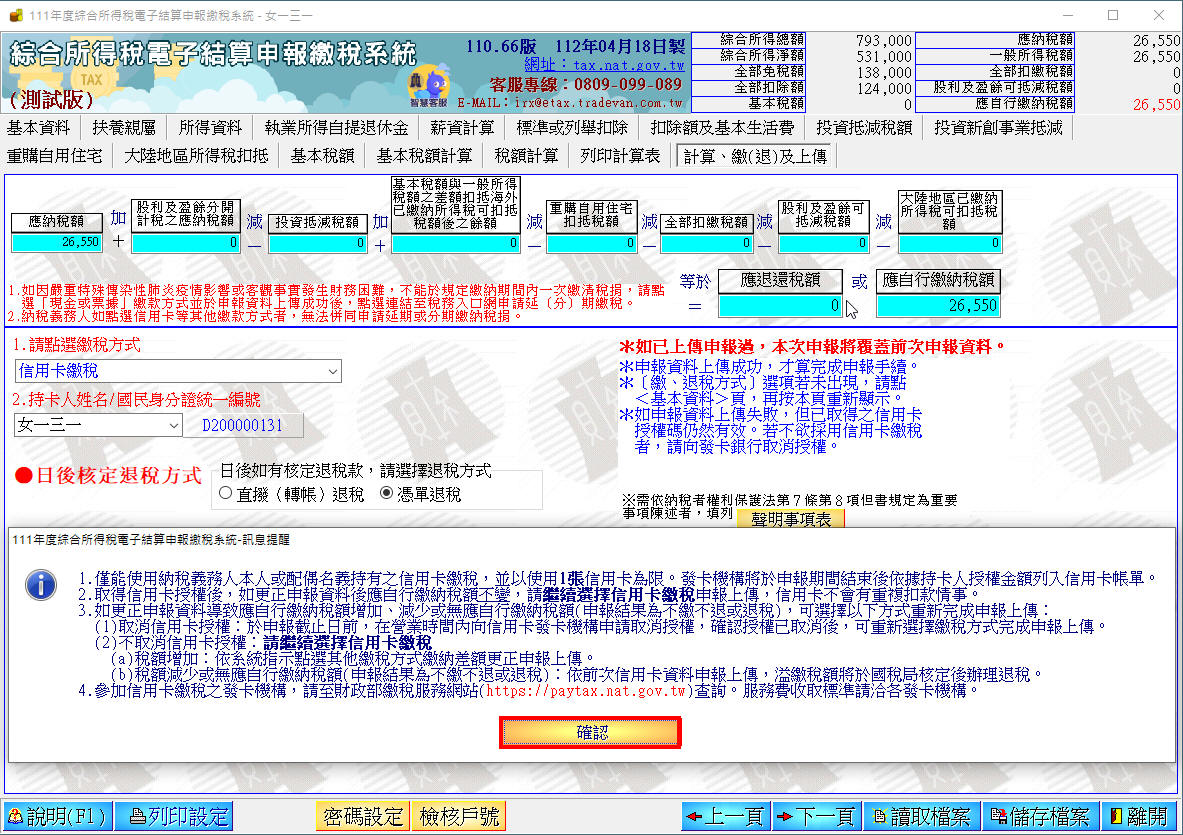 111年度綜合所得稅電子結算申報繳稅系統 - 女一三一
綜合所得稅電子結算申報繳稅系統
TAX
(測試版)
110.66版 112年04月18日製
網址：tax.nat.gov.tw
客服專線：0809-099-089
E-MAIL：irx@etax.tradevan.com.tw
智慧客服
綜合所得總額 793,000 應納稅額 26,550
綜合所得淨額 531,000 一般所得稅額 26,550
全部免稅額 138,000 全部扣繳稅額 0
全部扣除額 124,000 股利及盈餘可抵減稅額 0
基本稅額 0 應自行繳納稅額 26,550
基本資料 扶養親屬 所得資料 執業所得自提退休金 薪資計算 標準或列舉扣除 扣除額及基本生活費 投資抵減稅額 投資新創事業抵減
重購自用住宅 大陸地區所得稅扣抵 基本稅額 基本稅額計算 稅額計算 列印計算表 計算、繳(退)及上傳
應納稅額
26,550
加
＋
股利及盈餘分開
計稅之應納稅額
0
減
－
投資抵減稅額
0
加
＋
基本稅額與一般所得
稅額之差額扣抵海外
已繳納所得稅可扣抵
稅額後之餘額
0
減
－
重購自用住宅
扣抵稅額
0
減
－
全部扣繳稅額
0
減
－
股利及盈餘可
抵減稅額
0
減
－
大陸地區已繳納
所得稅可扣抵稅
額
0
1.如因嚴重特殊傳染性肺炎疫情影響或客觀事實發生財務困難，不能於規定繳納期間內一次繳清稅捐，請點
選「現金或票據」繳款方式並於申報資料上傳成功後，點選連結至稅務入口網申請延（分）期繳稅。
2.納稅義務人如點選信用卡等其他繳款方式者，無法併同申請延期或分期繳納稅捐。
等於
＝
應退還稅額
0
或
應自行繳納稅額
26,550
1.請點選繳稅方式
信用卡繳稅
2.持卡人姓名/國民身分證統一編號
女一三一 D200000131
●日後核定退稅方式
日後如有核定退稅款，請選擇退稅方式
直撥（轉帳）退稅 憑單退稅
＊如已上傳申報過，本次申報將覆蓋前次申報資料。
＊申報資料上傳成功，才算完成申報手續。
＊〔繳、退稅方式〕選項若未出現，請點
＜基本資料＞頁，再按本頁重新顯示。
＊如申報資料上傳失敗，但已取得之信用卡
授權碼仍然有效。若不欲採用信用卡繳稅
者，請向發卡銀行取消授權。
※需依納稅者權利保護法第７條第８項但書規定為重要
事項陳述者，填列 聲明事項表
111年度綜合所得稅電子結算申報繳稅系統-訊息提醒
1.僅能使用納稅義務人本人或配偶名義持有之信用卡繳稅，並以使用1張信用卡為限。發卡機構將於申報期間結束後依據持卡人授權金額列入信用卡帳單。
2.取得信用卡授權後，如更正申報資料後應自行繳納稅額不變，請繼續選擇信用卡繳稅申報上傳，信用卡不會有重複扣款情事。
3.如更正申報資料導致應自行繳納稅額增加、減少或無應自行繳納稅額(申報結果為不繳不退或退稅)，可選擇以下方式重新完成申報上傳：
(1)取消信用卡授權：於申報截止日前，在營業時間內向信用卡發卡機構申請取消授權，確認授權已取消後，可重新選擇繳稅方式完成申報上傳。
(2)不取消信用卡授權：請繼續選擇信用卡繳稅
(a)稅額增加：依系統指示點選其他繳稅方式繳納差額更正申報上傳。
(b)稅額減少或無應自行繳納稅額(申報結果為不繳不退或退稅)：依前次信用卡資料申報上傳，溢繳稅額將於國稅局核定後辦理退稅。
4.參加信用卡繳稅之發卡機構，請至財政部繳稅服務網站(https://paytax.nat.gov.tw)查詢。服務費收取標準請洽各發卡機構。
確認
說明(F1) 列印設定 密碼設定 檢核戶號 上一頁 下一頁 讀取檔案 儲存檔案 離開